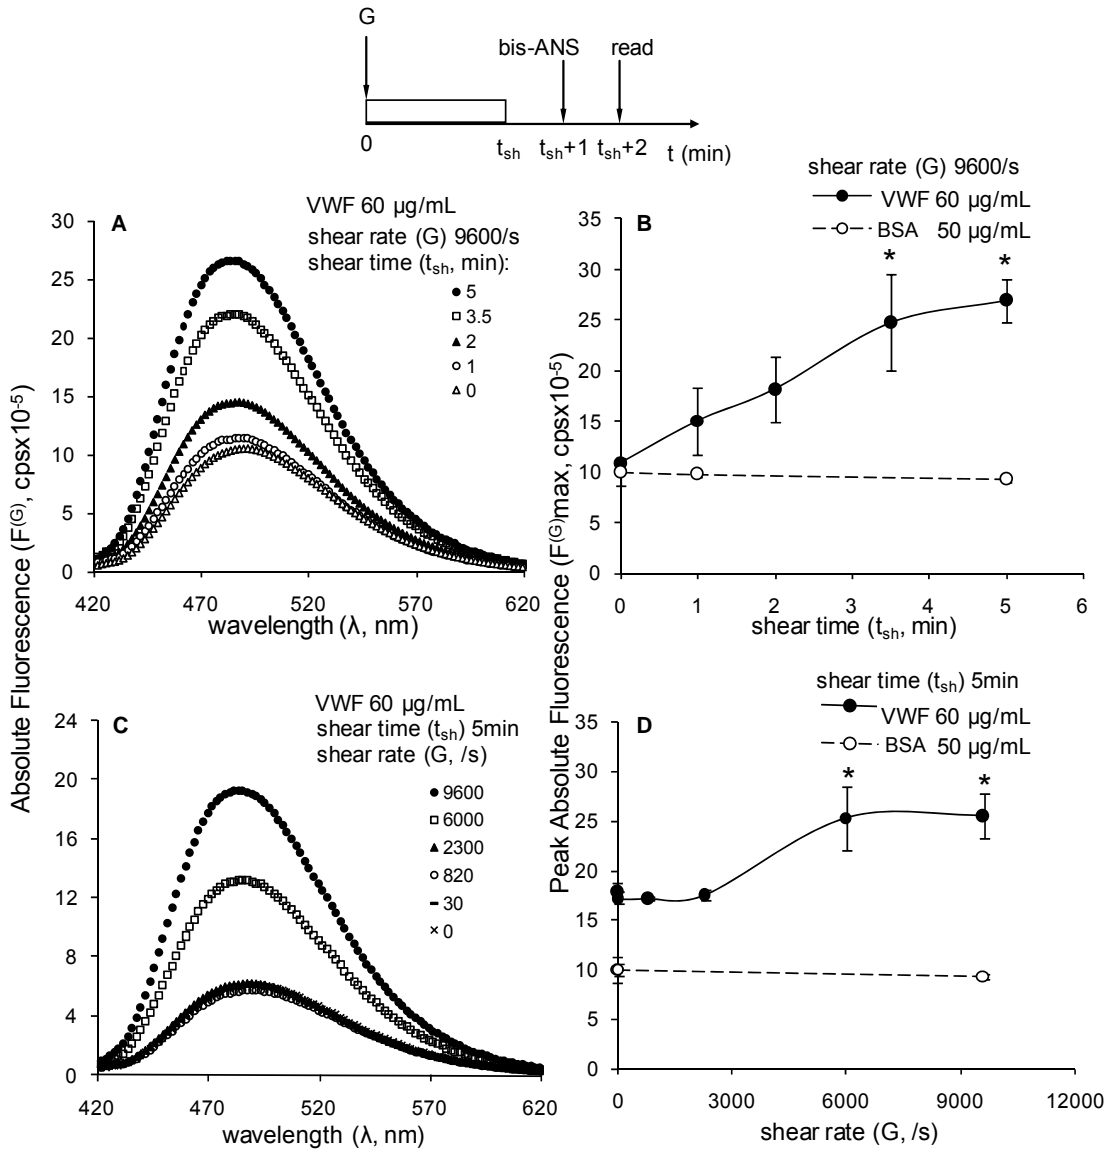 G
bis-ANS read
0 t_sh t_sh+1 t_sh+2 t (min)
Absolute Fluorescence (F(G), cpsx10-5)
A
VWF 60 µg/mL
shear rate (G) 9600/s
shear time (t_sh, min):
5
3.5
2
1
0
30
25
20
15
10
5
0
420 470 520 570 620
wavelength (λ, nm)
Peak Absolute Fluorescence (F(G)max, cpsx10-5)
shear rate (G) 9600/s
VWF 60 µg/mL
BSA 50 µg/mL
B
* *
35
30
25
20
15
10
5
0
0 1 2 3 4 5 6
shear time (t_sh, min)
C
VWF 60 µg/mL
shear time (t_sh) 5min
shear rate (G, /s)
9600
6000
2300
820
30
0
24
20
16
12
8
4
0
420 470 520 570 620
wavelength (λ, nm)
shear time (t_sh) 5min
VWF 60 µg/mL
BSA 50 µg/mL
D
* *
35
30
25
20
15
10
5
0
0 3000 6000 9000 12000
shear rate (G, /s)